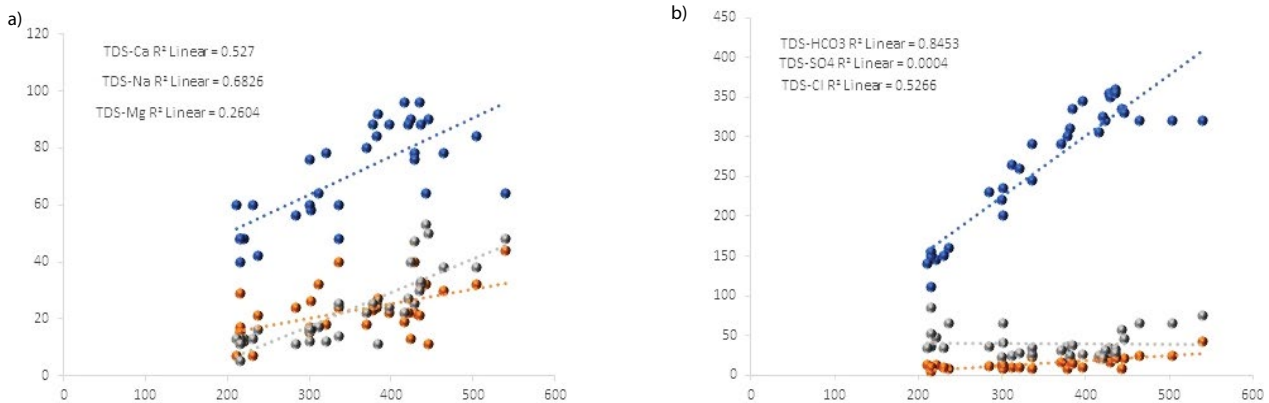 a)
120
TDS-Ca R² Linear = 0.527
100
TDS-Na R² Linear = 0.6826
TDS-Mg R² Linear = 0.2604
80
60
40
20
0
0 100 200 300 400 500 600
b)
450
400
TDS-HCO3 R² Linear = 0.8453
TDS-SO4 R² Linear = 0.0004
TDS-Cl R² Linear = 0.5266
350
300
250
200
150
100
50
0
0 100 200 300 400 500 600